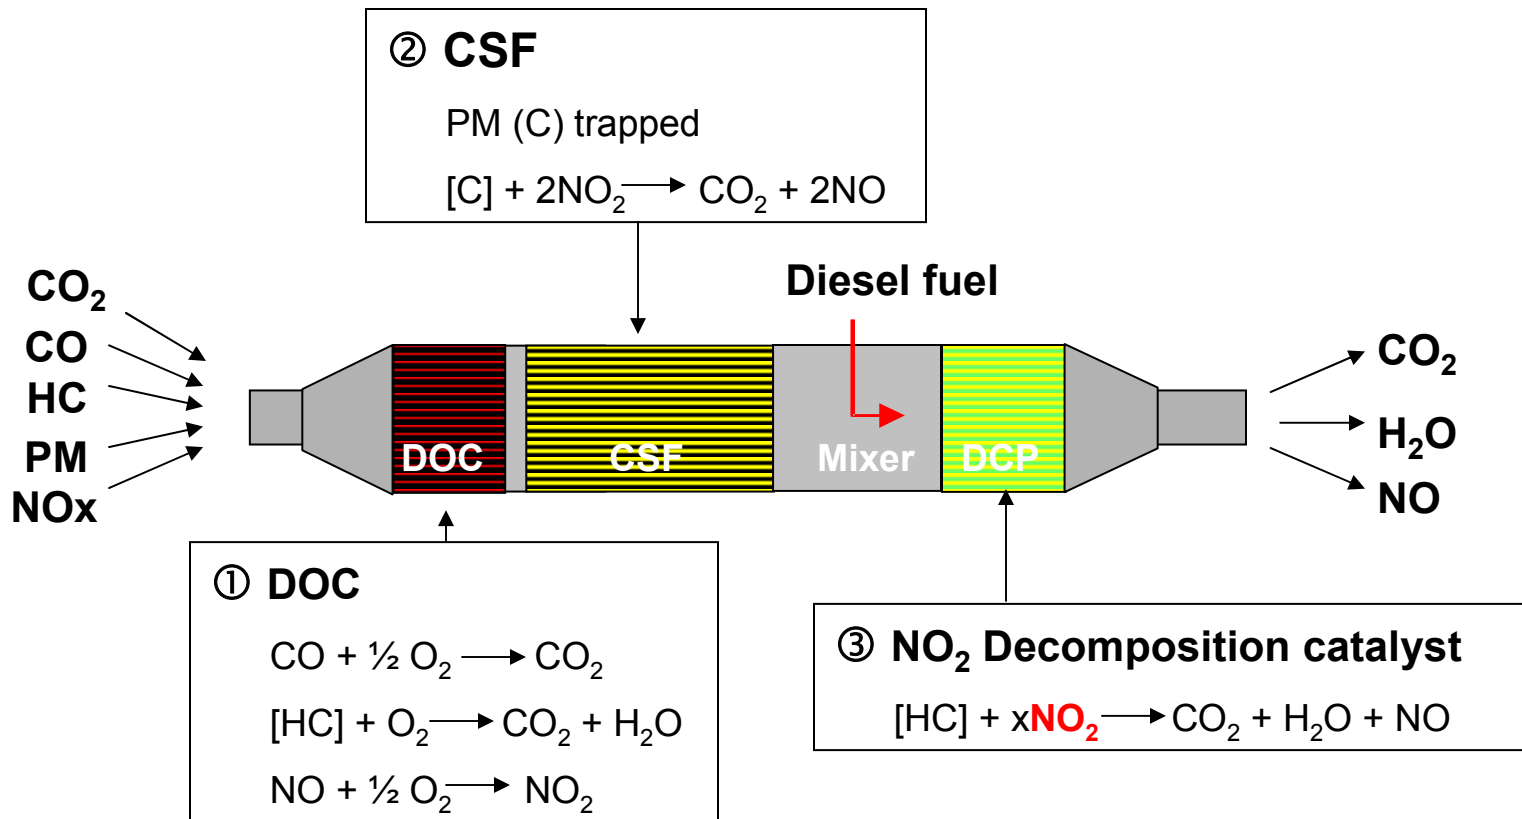 ② CSF
PM (C) trapped
[C] + 2NO₂ → CO₂ + 2NO
Diesel fuel
CO₂
CO
HC
PM
NOx
DOC
CSF
Mixer
DCP
CO₂
H₂O
NO
① DOC
CO + ½ O₂ → CO₂
[HC] + O₂ → CO₂ + H₂O
NO + ½ O₂ → NO₂
③ NO₂ Decomposition catalyst
[HC] + xNO₂ → CO₂ + H₂O + NO